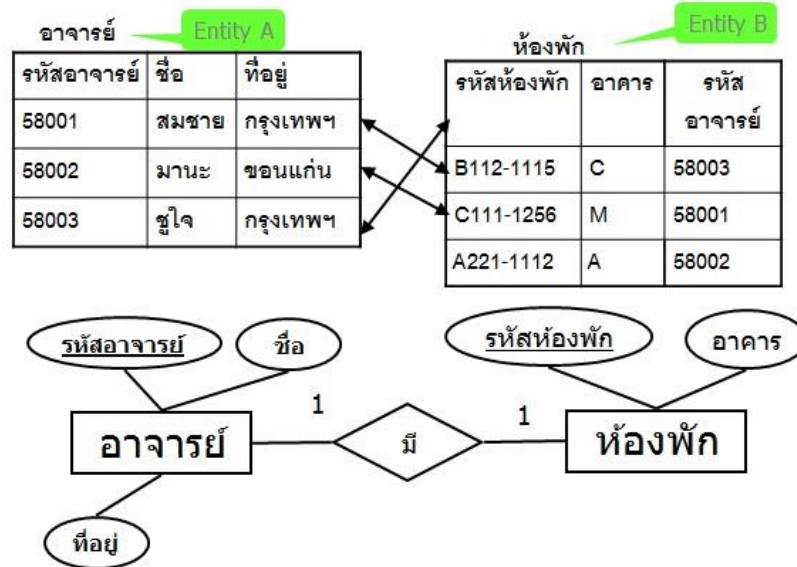 อาจารย์ Entity A
รหัสอาจารย์ ชื่อ ที่อยู่
58001 สมชาย กรุงเทพฯ
58002 มานะ ขอนแก่น
58003 ชูใจ กรุงเทพฯ
ห้องพัก Entity B
รหัสห้องพัก อาคาร รหัส
อาจารย์
B112-1115 C 58003
C111-1256 M 58001
A221-1112 A 58002
รหัสอาจารย์ ชื่อ รหัสห้องพัก อาคาร
อาจารย์ 1 มี 1 ห้องพัก
ที่อยู่